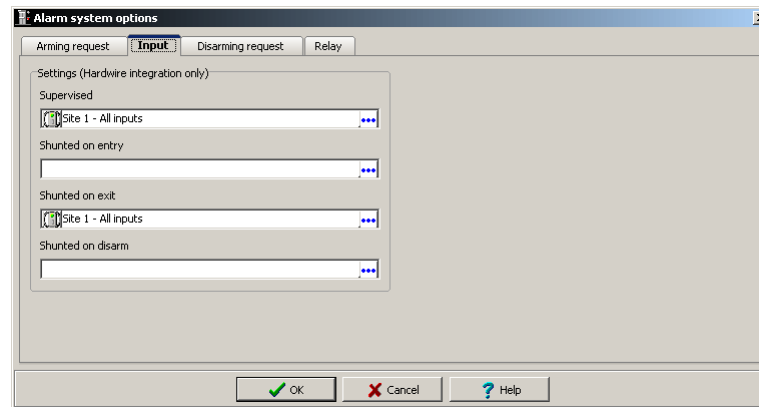 Alarm system options
Arming request Input Disarming request Relay
Settings (Hardwire integration only)
Supervised
Site 1 - All inputs
Shunted on entry
Shunted on exit
Site 1 - All inputs
Shunted on disarm
OK Cancel Help